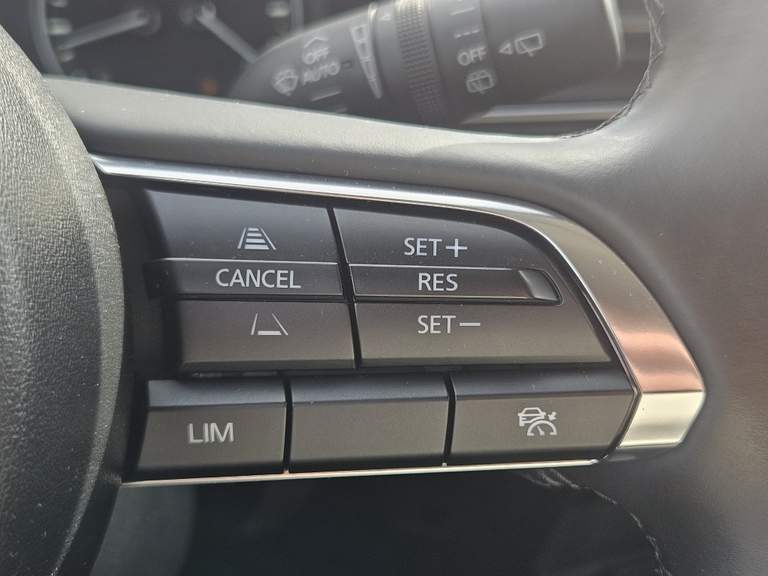 OFF
AUTO
OFF
SET+
CANCEL
RES
SET−
LIM